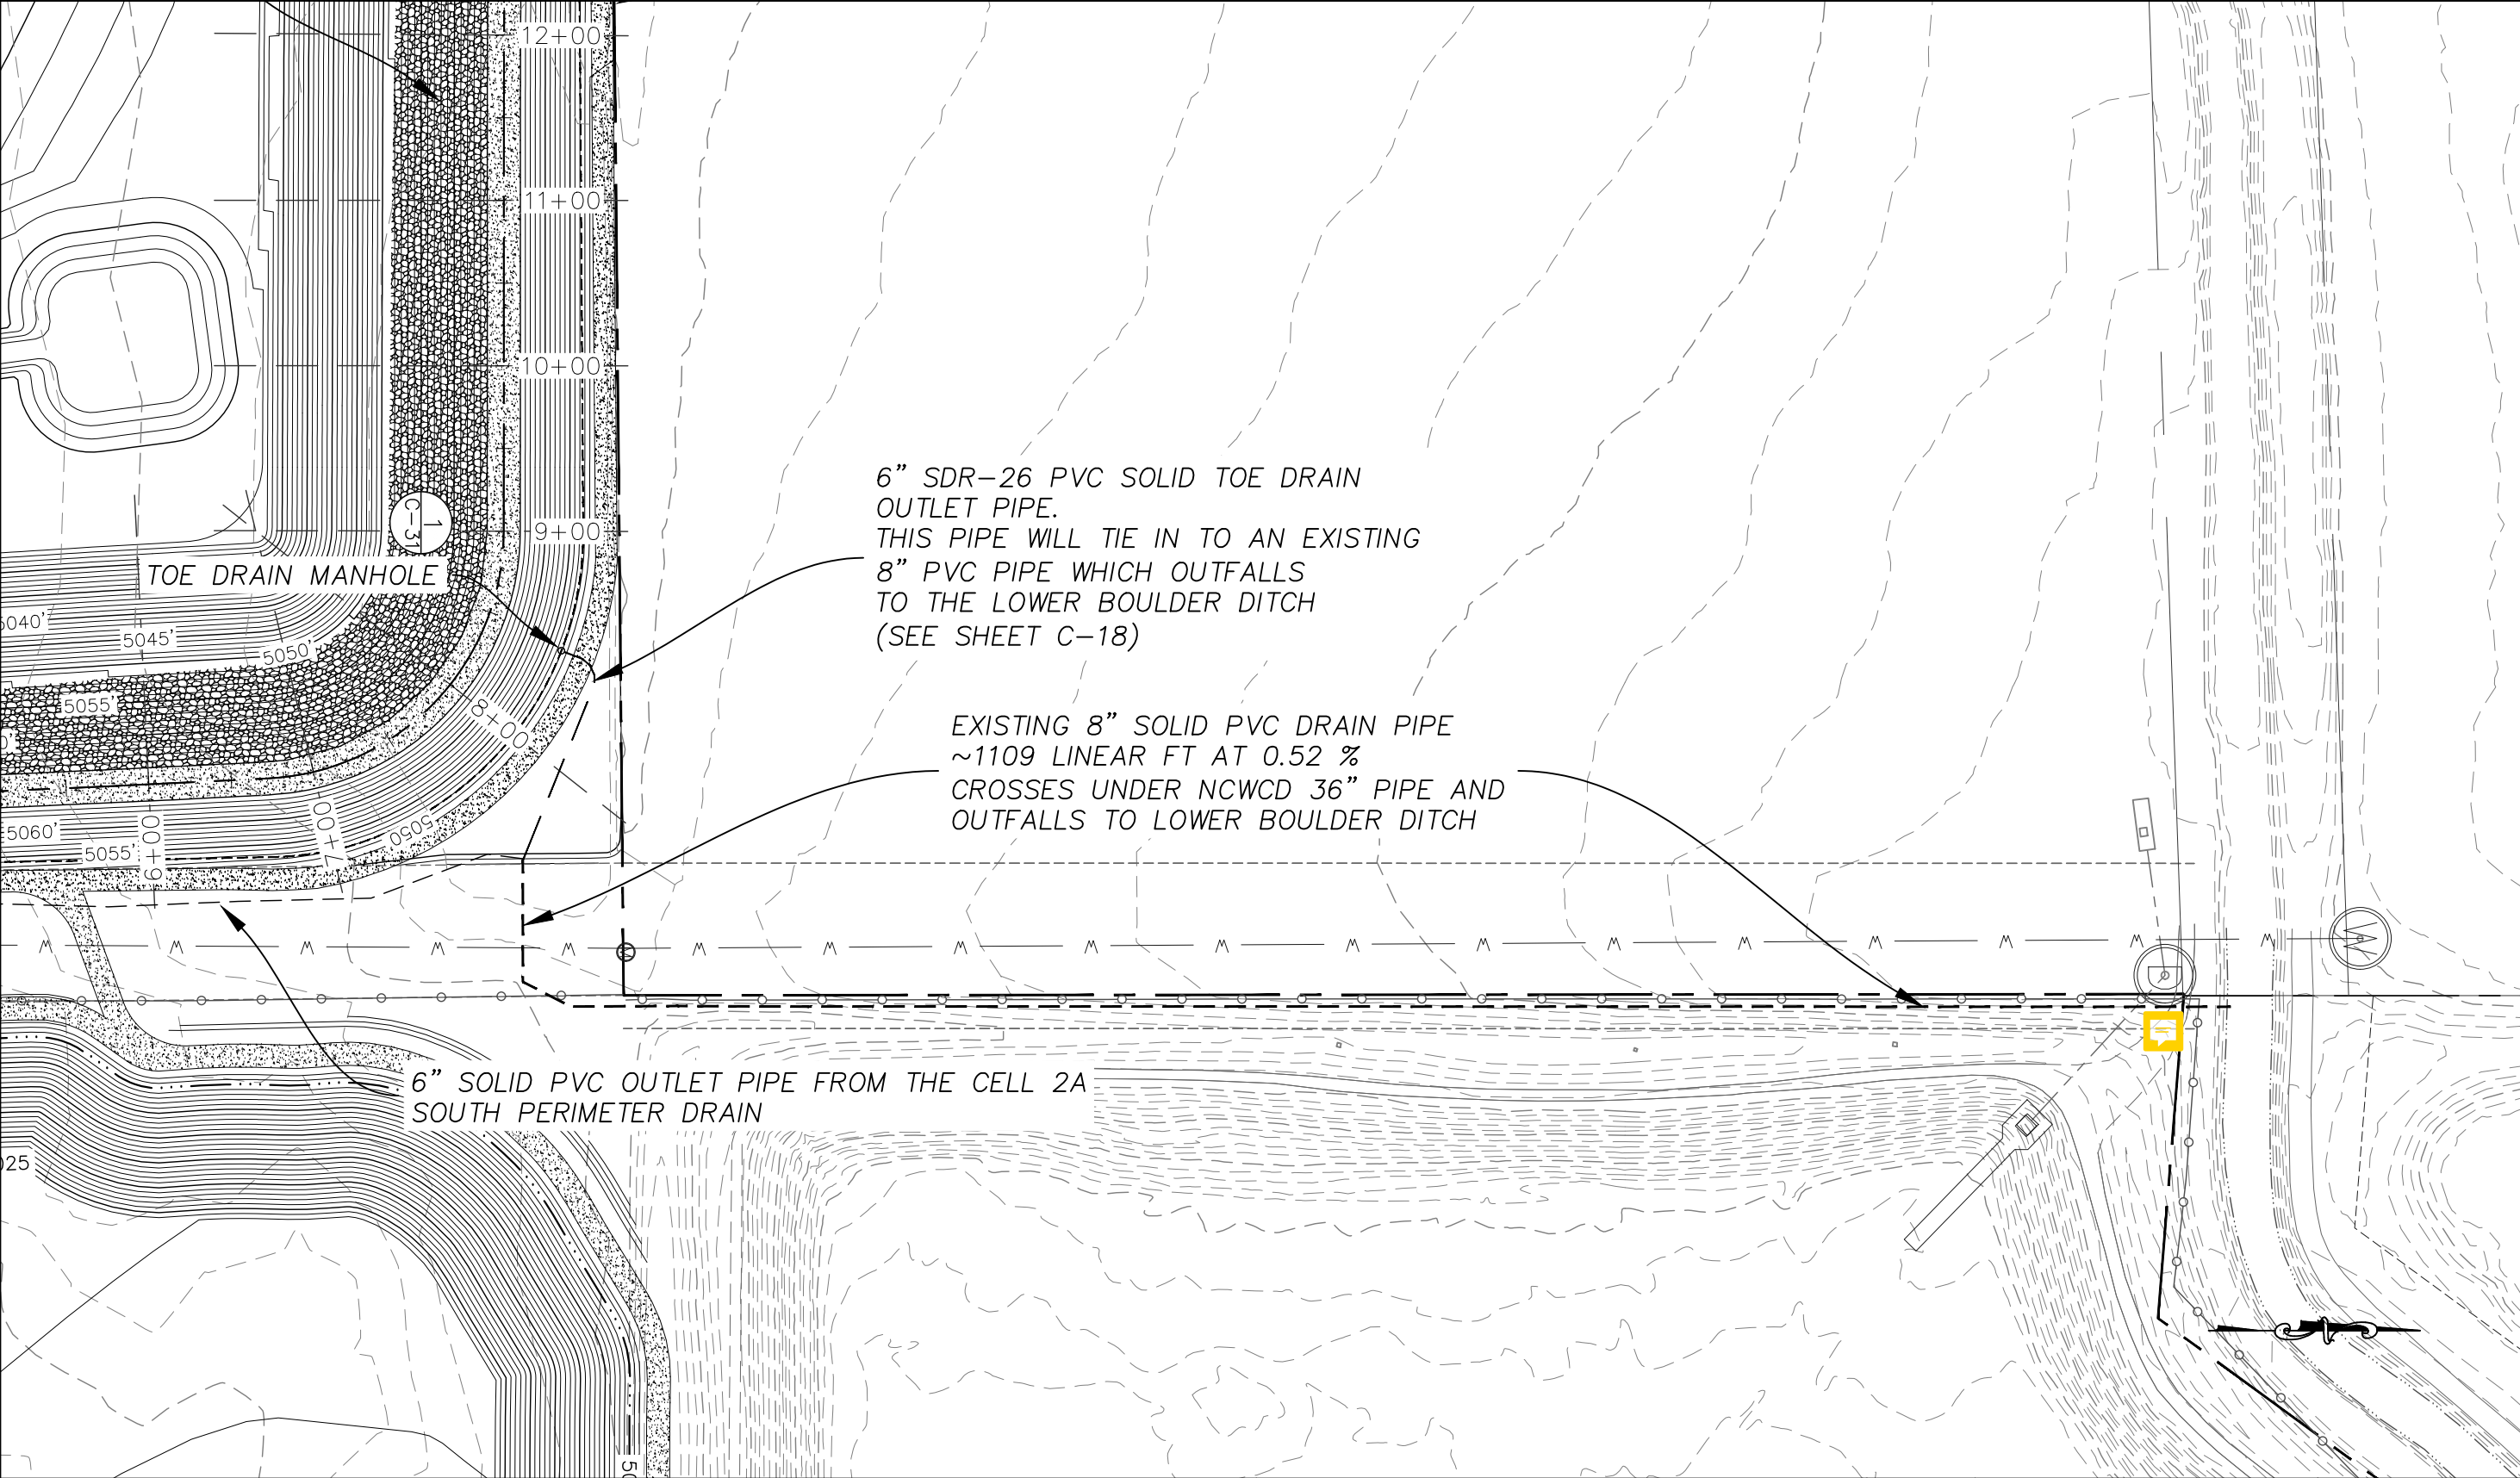 12+00
11+00
10+00
9+00
1
C-31
6" SDR-26 PVC SOLID TOE DRAIN
OUTLET PIPE.
THIS PIPE WILL TIE IN TO AN EXISTING
8" PVC PIPE WHICH OUTFALLS
TO THE LOWER BOULDER DITCH
(SEE SHEET C-18)
TOE DRAIN MANHOLE
5040'
5045'
5050'
5055'
8+00
EXISTING 8" SOLID PVC DRAIN PIPE
~1109 LINEAR FT AT 0.52 %
CROSSES UNDER NCWCD 36" PIPE AND
OUTFALLS TO LOWER BOULDER DITCH
5060'
5055'
6+00
7+00
5050
6" SOLID PVC OUTLET PIPE FROM THE CELL 2A
SOUTH PERIMETER DRAIN
025
50